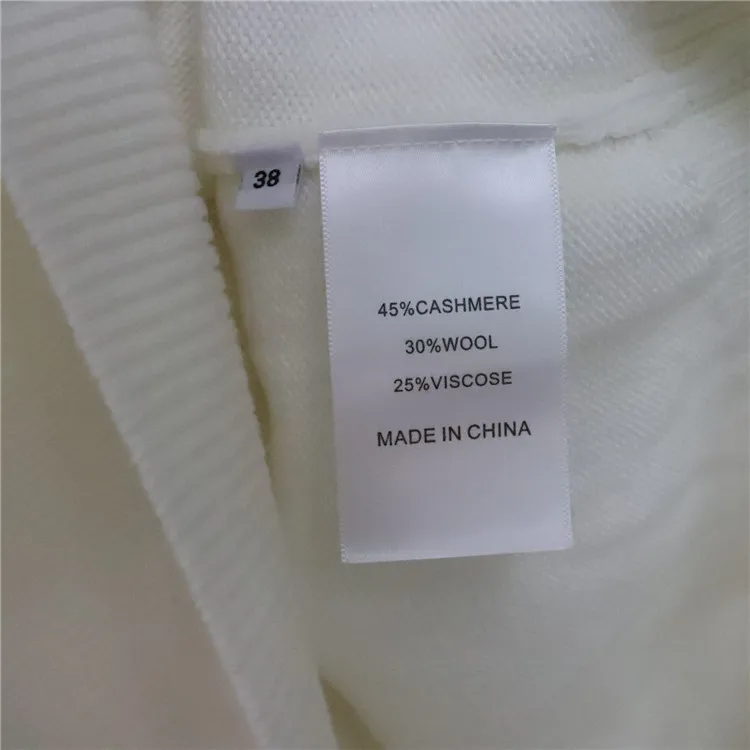 38
45%CASHMERE
30%WOOL
25%VISCOSE
MADE IN CHINA